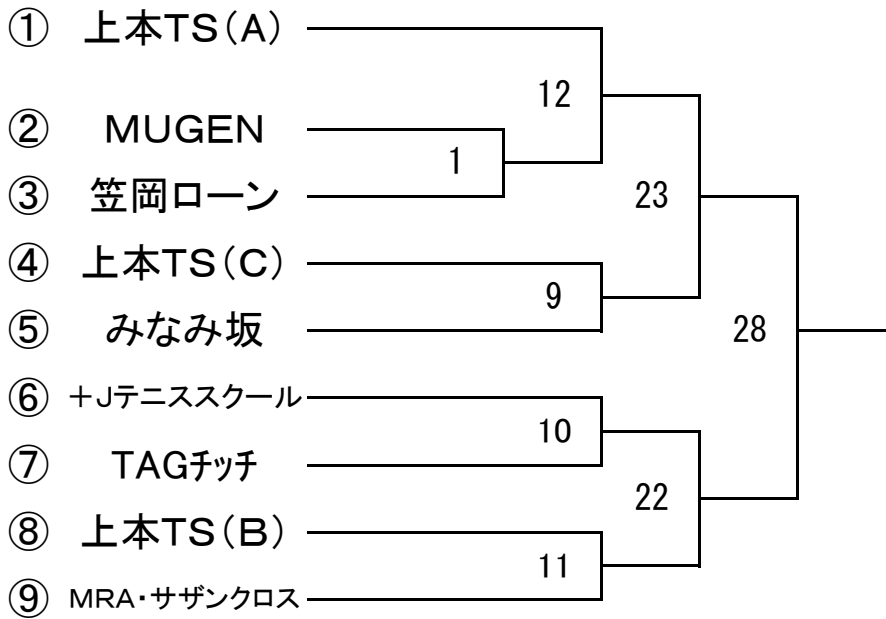 ① 上本TS(A)
12
② MUGEN
1
③ 笠岡ローン
23
④ 上本TS(C)
9
⑤ みなみ坂
28
⑥ +Jテニススクール
10
⑦ TAGチッチ
22
⑧ 上本TS(B)
11
⑨ MRA・サザンクロス